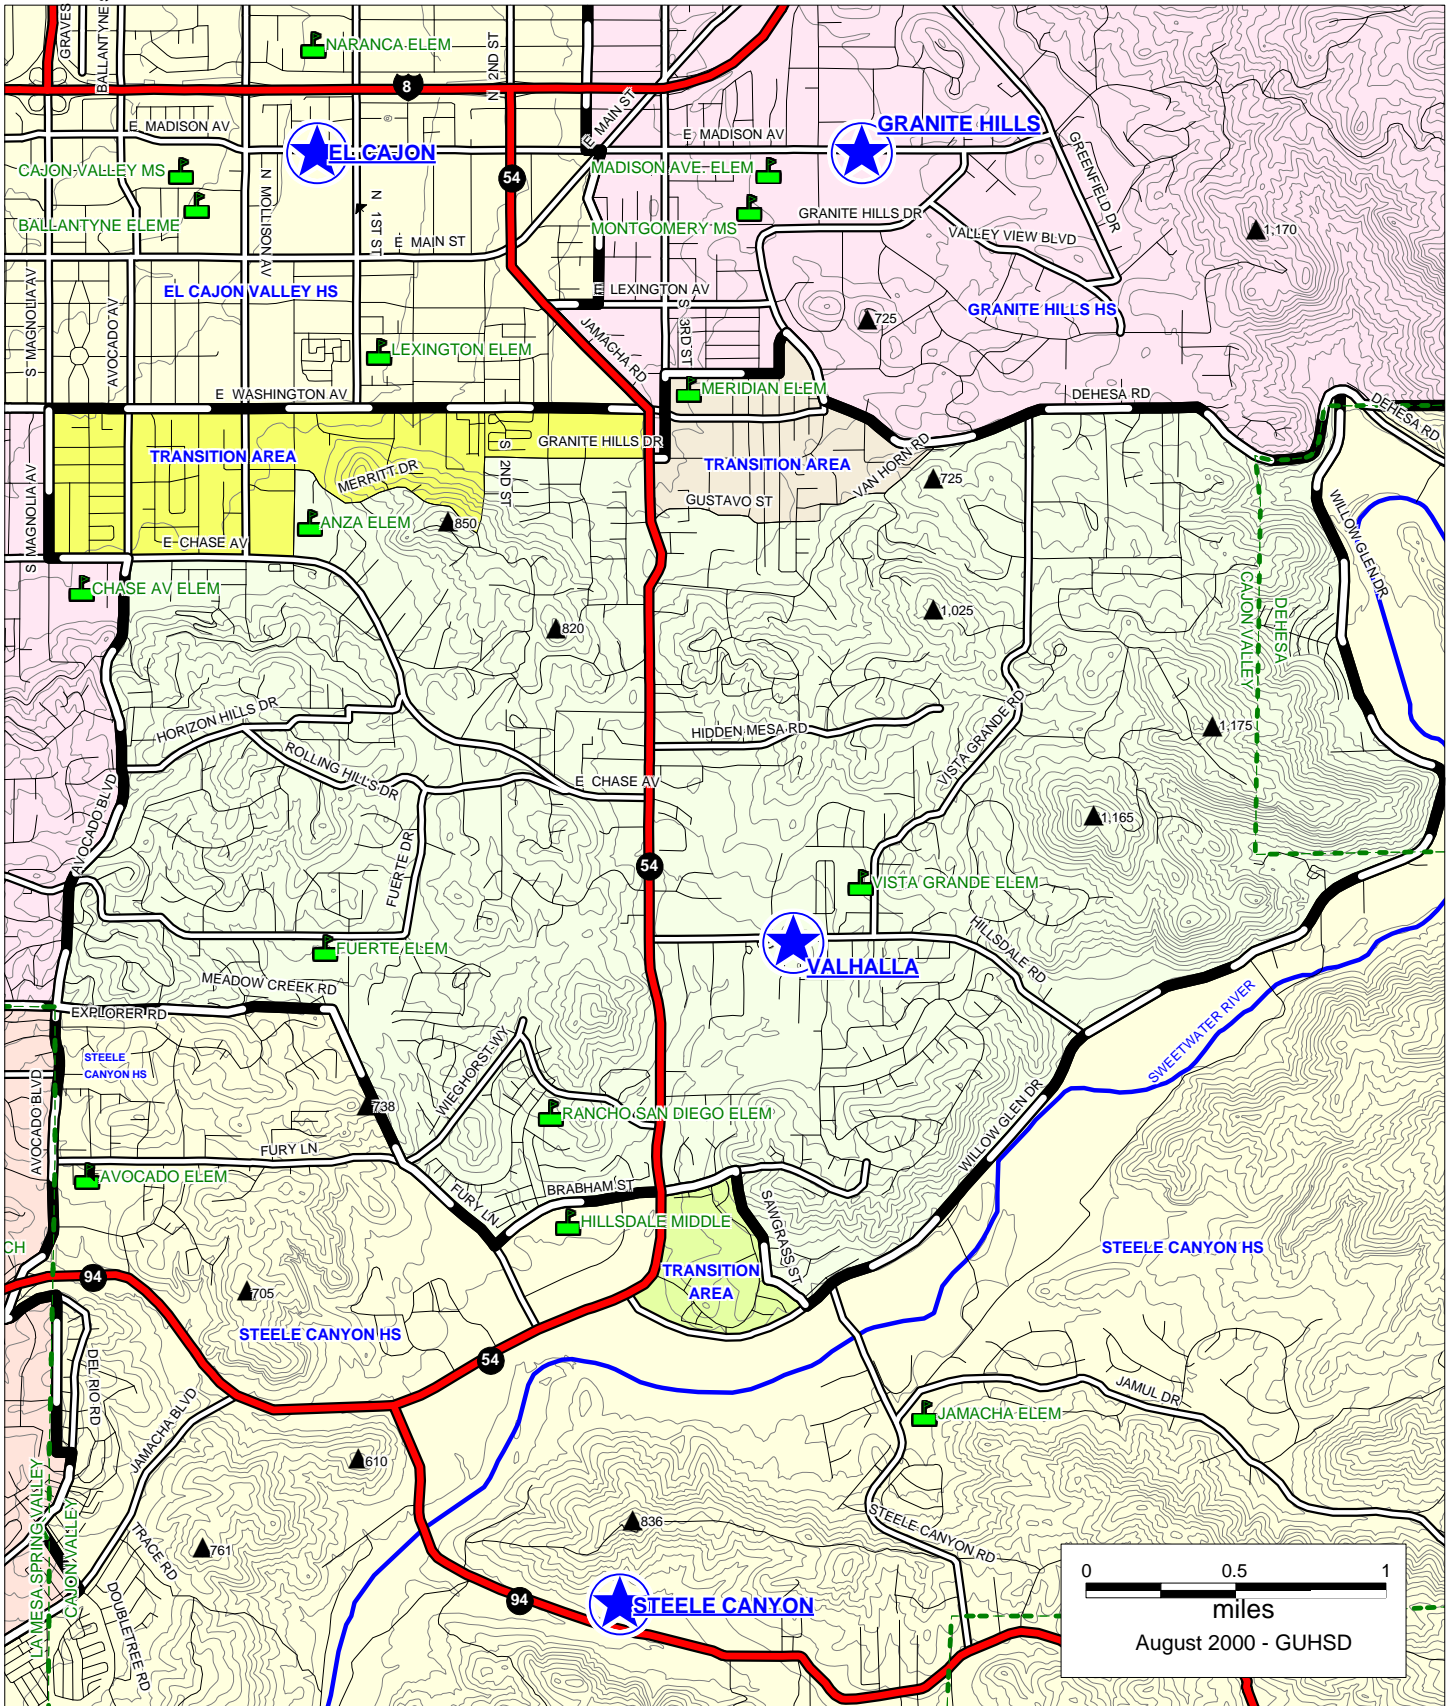 GRAVES
BALLANTYNE
NARANCA ELEM
N 2ND ST
8
E MADISON AV
EL CAJON
E MAIN ST
E MADISON AV
GRANITE HILLS
GREENFIELD DR
CAJON VALLEY MS
54
MADISON AVE. ELEM
BALLANTYNE ELEME
N MOLLISON AV
N 1ST ST
MONTGOMERY MS
GRANITE HILLS DR
VALLEY VIEW BLVD
1,170
E MAIN ST
S MAGNOLIA AV
AVOCADO AV
EL CAJON VALLEY HS
E LEXINGTON AV
S 3RD ST
725
GRANITE HILLS HS
JAMACHA RD
LEXINGTON ELEM
MERIDIAN ELEM
E WASHINGTON AV
DEHESA RD
DEHESA RD
TRANSITION AREA
MERRITT DR
GRANITE HILLS DR
S 2ND ST
TRANSITION AREA
VAN HORN RD
725
GUSTAVO ST
S MAGNOLIA AV
ANZA ELEM
850
E CHASE AV
WILLOW GLEN DR
CHASE AV ELEM
820
1,025
CAJON VALLEY
DEHESA
HORIZON HILLS DR
ROLLING HILLS DR
HIDDEN MESA RD
VISTA GRANDE RD
1,175
E CHASE AV
AVOCADO BLVD
FUERTE DR
1,165
54
VISTA GRANDE ELEM
FUERTE ELEM
VALHALLA
HILLSDALE RD
MEADOW CREEK RD
EXPLORER RD
SWEETWATER RIVER
STEELE
CANYON HS
AVOCADO BLVD
738
WIEGHORST WY
RANCHO SAN DIEGO ELEM
WILLOW GLEN DR
FURY LN
AVOCADO ELEM
FURY LN
BRABHAM ST
SAWGRASS ST
HILLSDALE MIDDLE
CH
94
TRANSITION
AREA
STEELE CANYON HS
705
STEELE CANYON HS
54
DEL RIO RD
JAMACHA BLVD
JAMUL DR
JAMACHA ELEM
610
LA MESA-SPRING VALLEY
CAJON VALLEY
TRACE RD
761
DOUBLETREE RD
836
STEELE CANYON RD
94
STEELE CANYON
0 0.5 1
miles
August 2000 - GUHSD